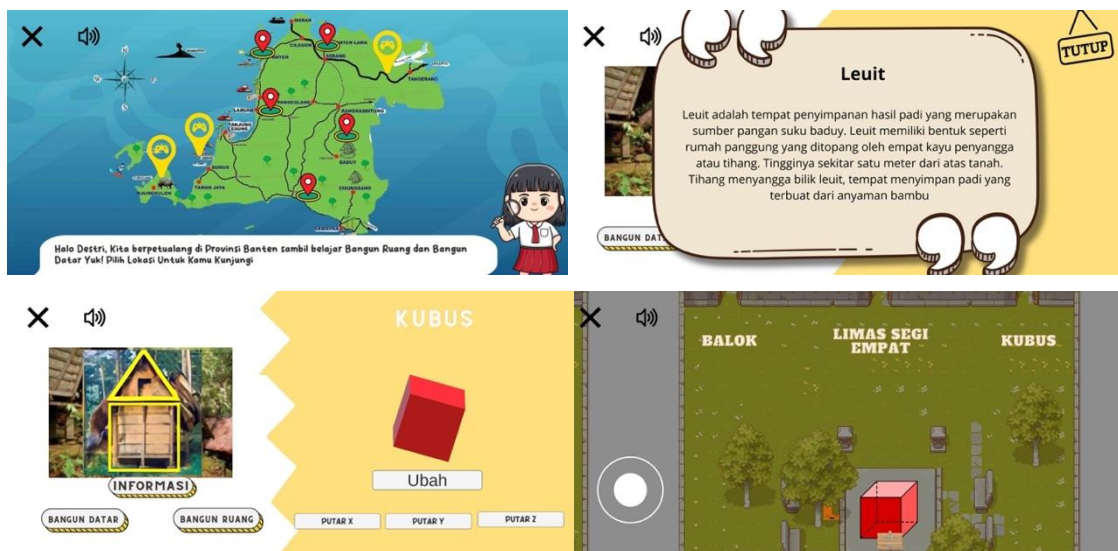 MERAK
CILEGON
ANYER
BANTEN LAMA
SERANG
TANGERANG
PANDEGLANG
RANGKASBITUNG
LABUAN
TANJUNG
LESUNG
BADUY
SUMUR
TAMAN JAYA
UJUNGKULON
Halo Destri, Kita berpetualang di Provinsi Banten sambil belajar Bangun Ruang dan Bangun
Datar Yuk! Pilih Lokasi Untuk Kamu Kunjungi
TUTUP
Leuit
Leuit adalah tempat penyimpanan hasil padi yang merupakan
sumber pangan suku baduy. Leuit memiliki bentuk seperti
rumah panggung yang ditopang oleh empat kayu penyangga
atau tihang. Tingginya sekitar satu meter dari atas tanah.
Tihang menyangga bilik leuit, tempat menyimpan padi yang
terbuat dari anyaman bambu
BANGUN DAT
KUBUS
Ubah
INFORMASI
BANGUN DATAR
BANGUN RUANG
PUTAR X
PUTAR Y
PUTAR Z
BALOK
LIMAS SEGI
EMPAT
KUBUS